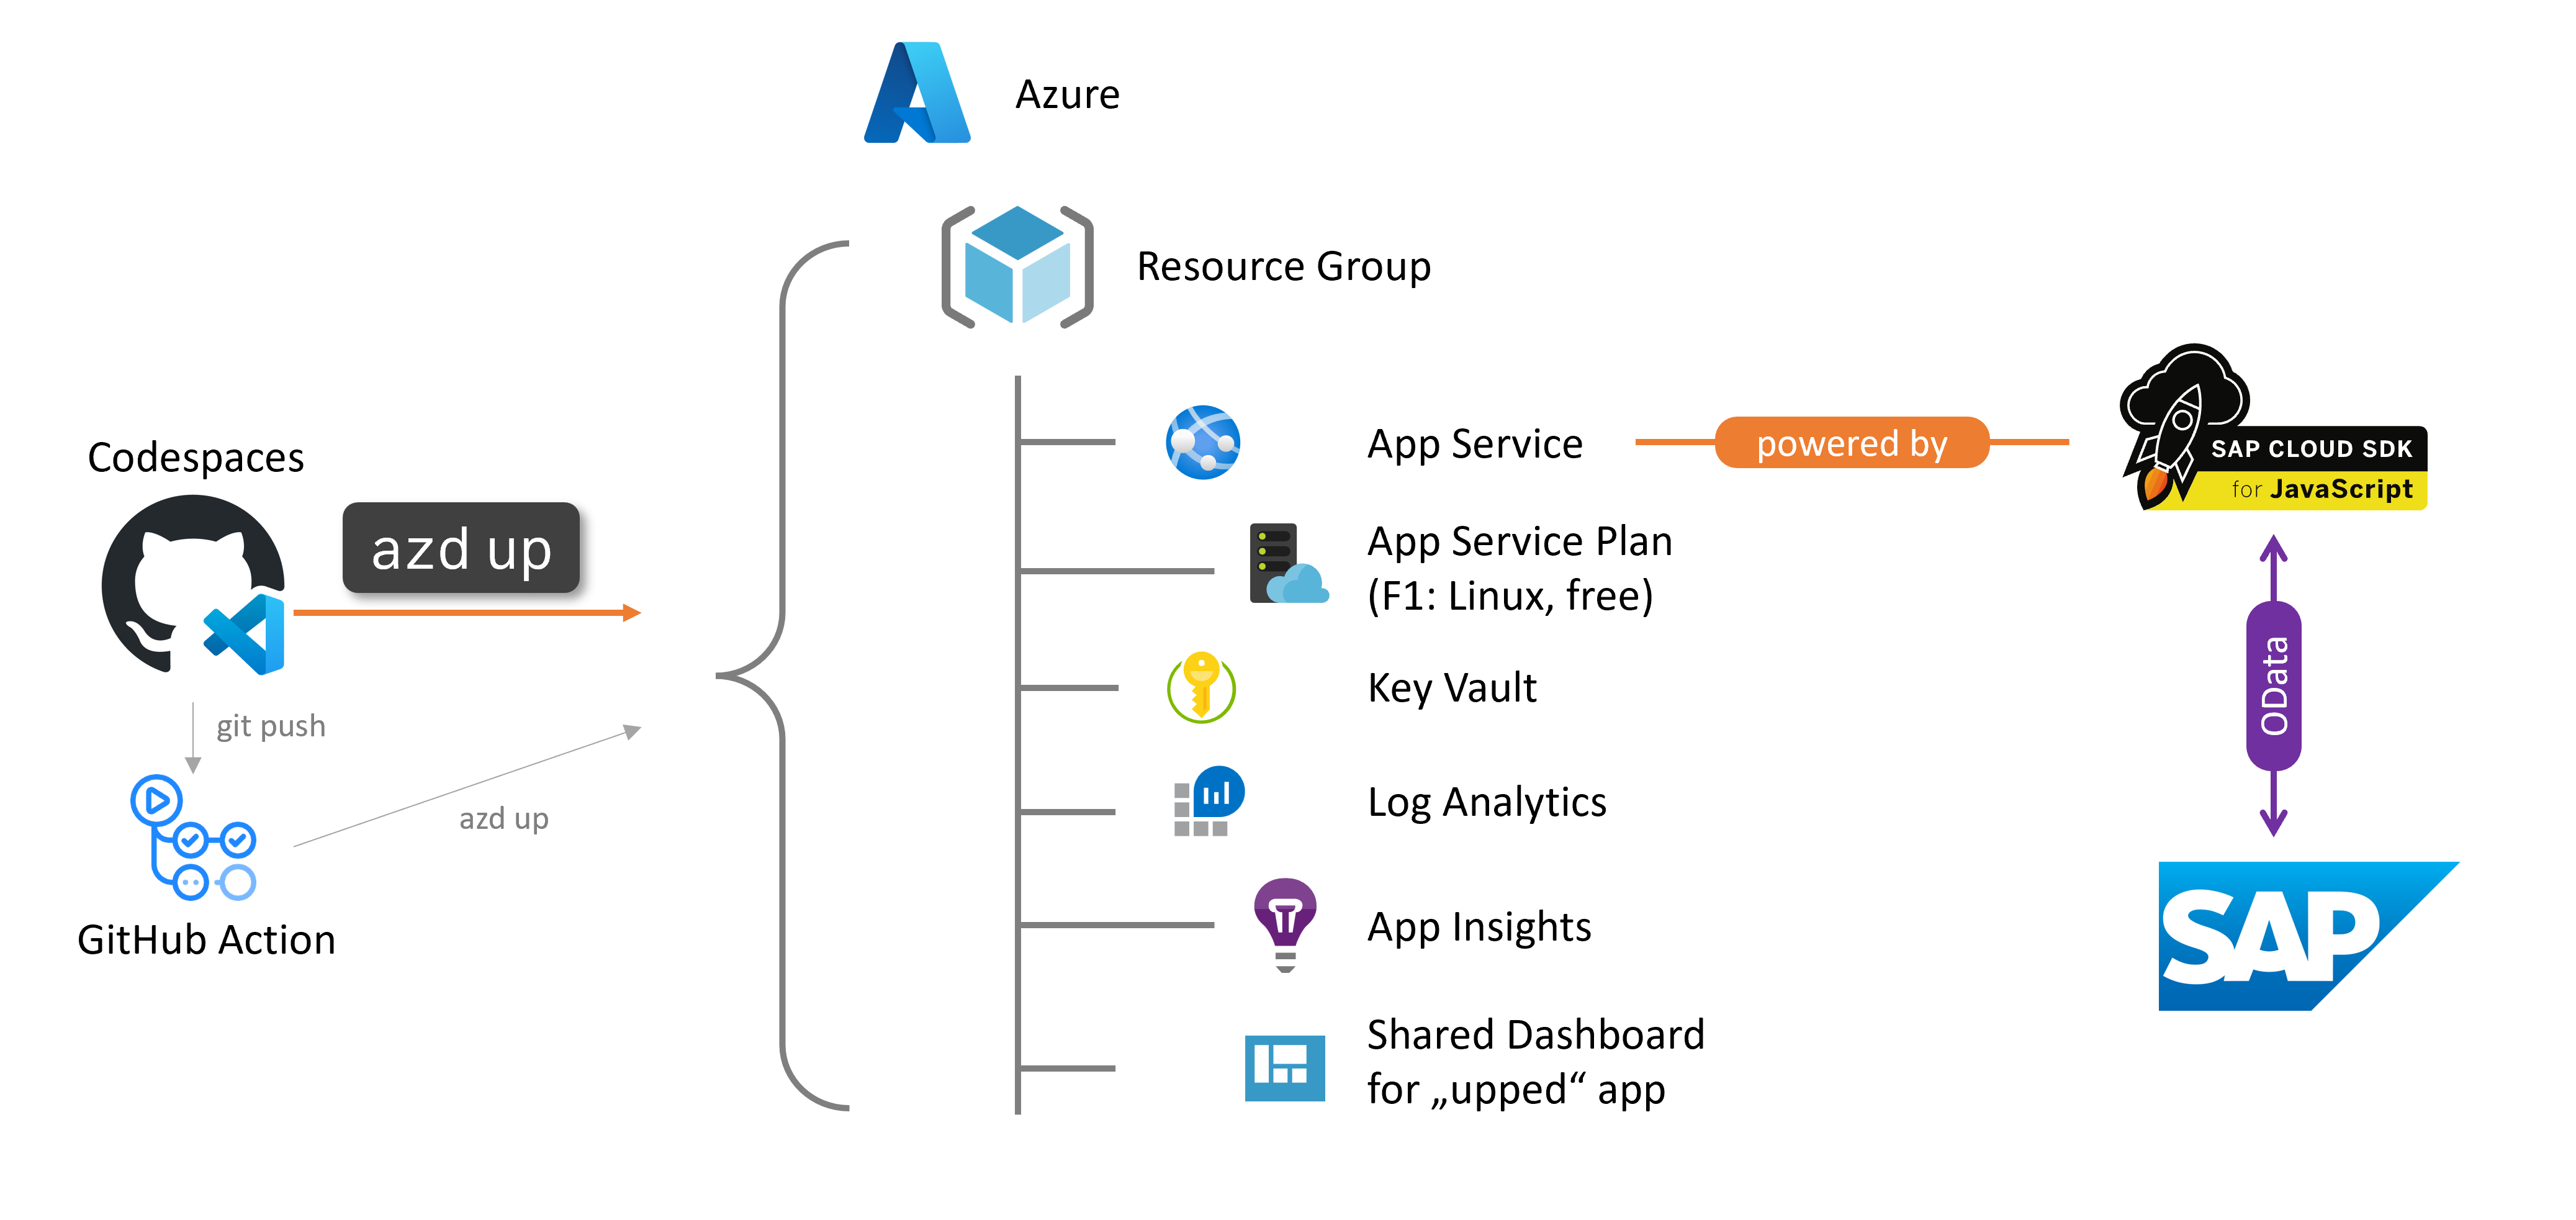 Azure
Resource Group
Codespaces
azd up
git push
azd up
GitHub Action
App Service
powered by
SAP CLOUD SDK
for JavaScript
App Service Plan
(F1: Linux, free)
Key Vault
Log Analytics
App Insights
Shared Dashboard
for „upped“ app
OData
SAP